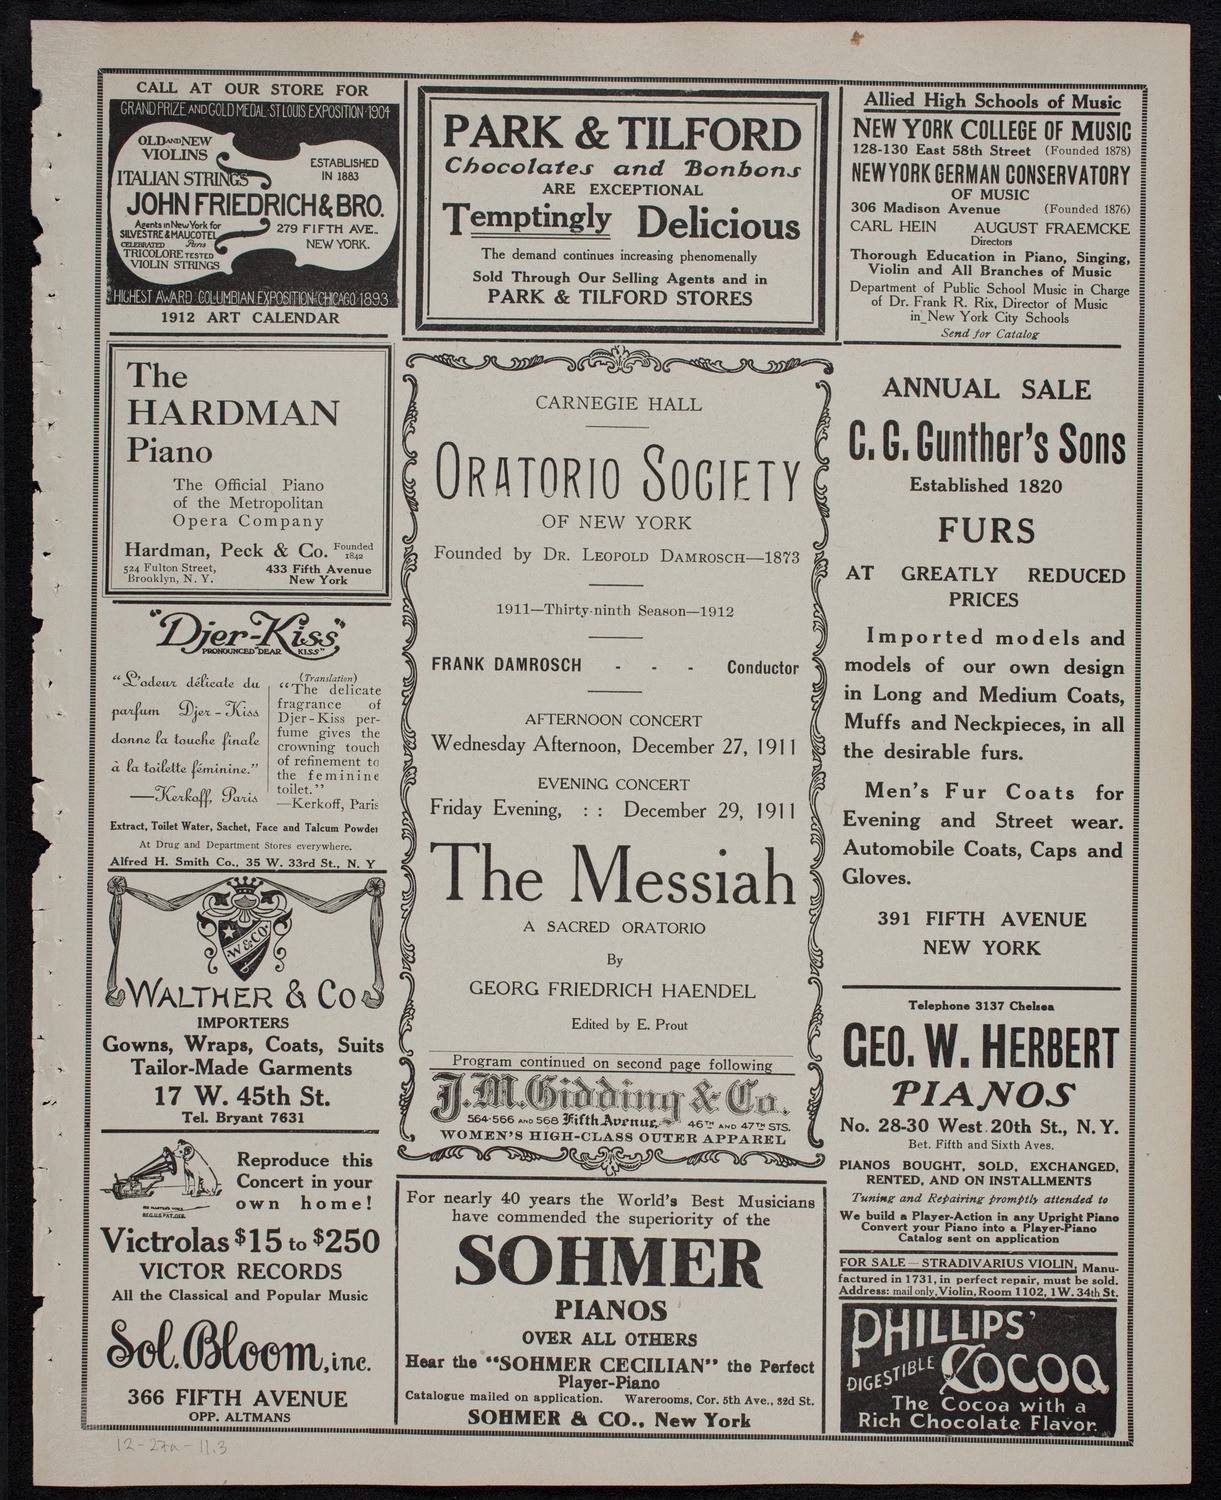 CALL AT OUR STORE FOR
GRAND PRIZE AND GOLD MEDAL-ST LOUIS EXPOSITION-1904
OLD AND NEW
VIOLINS
ITALIAN STRINGS
ESTABLISHED
IN 1883
JOHN FRIEDRICH & BRO.
Agents in New York for
SILVESTRE & MAUCOTEL
CELEBRATED Paris
TRICOLORE TESTED
VIOLIN STRINGS
279 FIFTH AVE.
NEW YORK.
HIGHEST AWARD COLUMBIAN EXPOSITION-CHICAGO 1893
1912 ART CALENDAR
The
HARDMAN
Piano
The Official Piano
of the Metropolitan
Opera Company
Hardman, Peck & Co. Founded 1842
524 Fulton Street,
Brooklyn, N. Y.
433 Fifth Avenue
New York
"Djer-Kiss"
PRONOUNCED "DEAR KISS"
"L'odeur délicate du
parfum Djer-Kiss
donne la touche finale
à la toilette féminine."
—Kerkoff, Paris
(Translation)
"The delicate
fragrance of
Djer-Kiss per-
fume gives the
crowning touch
of refinement to
the feminine
toilet."
—Kerkoff, Paris
Extract, Toilet Water, Sachet, Face and Talcum Powder
At Drug and Department Stores everywhere.
Alfred H. Smith Co., 35 W. 33rd St., N. Y
W & CO.
WALTHER & CO
IMPORTERS
Gowns, Wraps, Coats, Suits
Tailor-Made Garments
17 W. 45th St.
Tel. Bryant 7631
HIS MASTER'S VOICE
REG. U.S. PAT. OFF.
Reproduce this
Concert in your
own home!
Victrolas $15 to $250
VICTOR RECORDS
All the Classical and Popular Music
Sol. Bloom, inc.
366 FIFTH AVENUE
OPP. ALTMANS
PARK & TILFORD
Chocolates and Bonbons
ARE EXCEPTIONAL
Temptingly Delicious
The demand continues increasing phenomenally
Sold Through Our Selling Agents and in
PARK & TILFORD STORES
CARNEGIE HALL
ORATORIO SOCIETY
OF NEW YORK
Founded by DR. LEOPOLD DAMROSCH—1873
1911—Thirty-ninth Season—1912
FRANK DAMROSCH - - - Conductor
AFTERNOON CONCERT
Wednesday Afternoon, December 27, 1911
EVENING CONCERT
Friday Evening, : : December 29, 1911
The Messiah
A SACRED ORATORIO
By
GEORG FRIEDRICH HAENDEL
Edited by E. Prout
Program continued on second page following
J. M. Gidding & Co.
564-566 AND 568 Fifth Avenue, 46TH AND 47TH STS.
WOMEN'S HIGH-CLASS OUTER APPAREL
For nearly 40 years the World's Best Musicians
have commended the superiority of the
SOHMER
PIANOS
OVER ALL OTHERS
Hear the "SOHMER CECILIAN" the Perfect
Player-Piano
Catalogue mailed on application. Warerooms, Cor. 5th Ave., 32d St.
SOHMER & CO., New York
Allied High Schools of Music
NEW YORK COLLEGE OF MUSIC
128-130 East 58th Street (Founded 1878)
NEW YORK GERMAN CONSERVATORY
OF MUSIC
306 Madison Avenue (Founded 1876)
CARL HEIN AUGUST FRAEMCKE
Directors
Thorough Education in Piano, Singing,
Violin and All Branches of Music
Department of Public School Music in Charge
of Dr. Frank R. Rix, Director of Music
in New York City Schools
Send for Catalog
ANNUAL SALE
C. G. Gunther's Sons
Established 1820
FURS
AT GREATLY REDUCED
PRICES
Imported models and
models of our own design
in Long and Medium Coats,
Muffs and Neckpieces, in all
the desirable furs.
Men's Fur Coats for
Evening and Street wear.
Automobile Coats, Caps and
Gloves.
391 FIFTH AVENUE
NEW YORK
Telephone 3137 Chelsea
GEO. W. HERBERT
PIANOS
No. 28-30 West 20th St., N. Y.
Bet. Fifth and Sixth Aves.
PIANOS BOUGHT, SOLD, EXCHANGED,
RENTED, AND ON INSTALLMENTS
Tuning and Repairing promptly attended to
We build a Player-Action in any Upright Piano
Convert your Piano into a Player-Piano
Catalog sent on application
FOR SALE—STRADIVARIUS VIOLIN, Manu-
factured in 1731, in perfect repair, must be sold.
Address: mail only, Violin, Room 1102, 1 W. 34th St.
PHILLIPS'
DIGESTIBLE COCOA
The Cocoa with a
Rich Chocolate Flavor.
12-27a-11.3